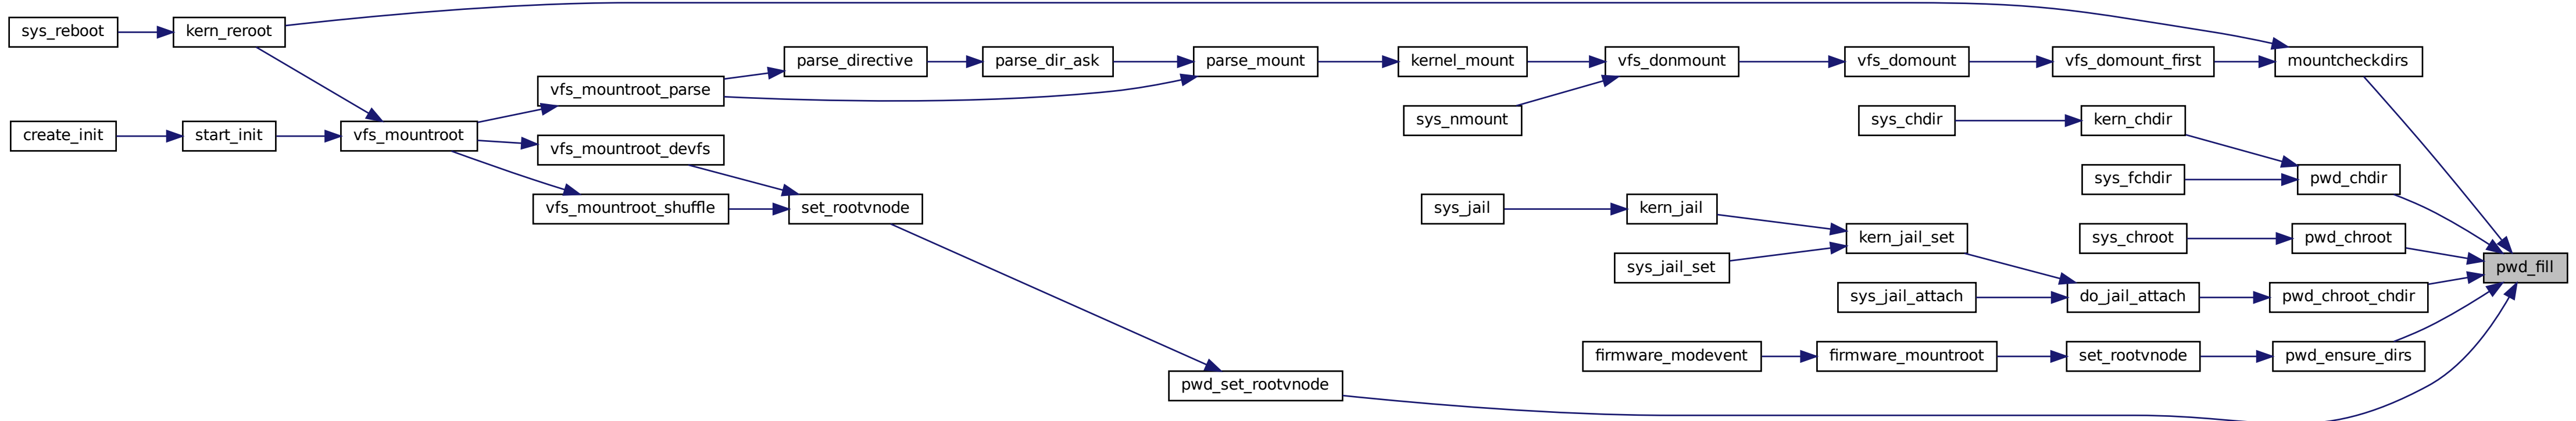 sys_reboot
kern_reroot
parse_directive
parse_dir_ask
parse_mount
kernel_mount
vfs_donmount
vfs_domount
vfs_domount_first
mountcheckdirs
vfs_mountroot_parse
sys_nmount
sys_chdir
kern_chdir
create_init
start_init
vfs_mountroot
vfs_mountroot_devfs
sys_fchdir
pwd_chdir
vfs_mountroot_shuffle
set_rootvnode
sys_jail
kern_jail
kern_jail_set
sys_chroot
pwd_chroot
sys_jail_set
pwd_fill
sys_jail_attach
do_jail_attach
pwd_chroot_chdir
firmware_modevent
firmware_mountroot
set_rootvnode
pwd_ensure_dirs
pwd_set_rootvnode